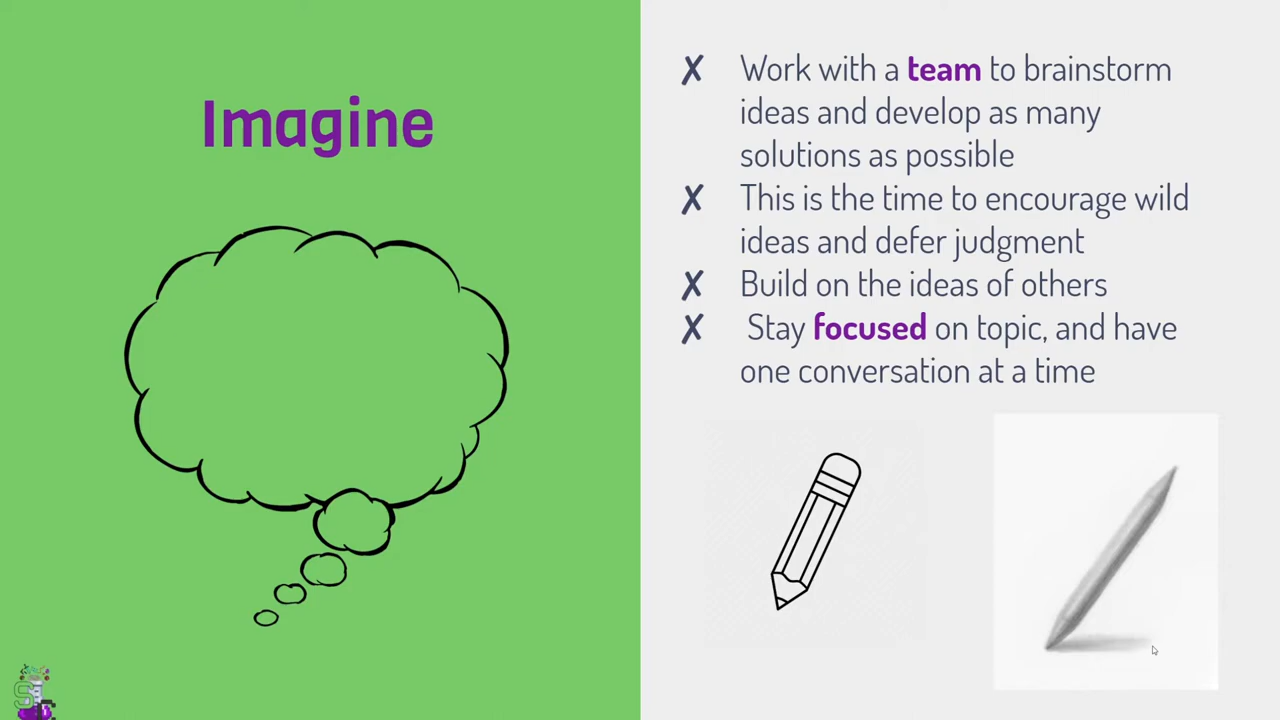 Imagine
✗ Work with a team to brainstorm
ideas and develop as many
solutions as possible
✗ This is the time to encourage wild
ideas and defer judgment
✗ Build on the ideas of others
✗ Stay focused on topic, and have
one conversation at a time